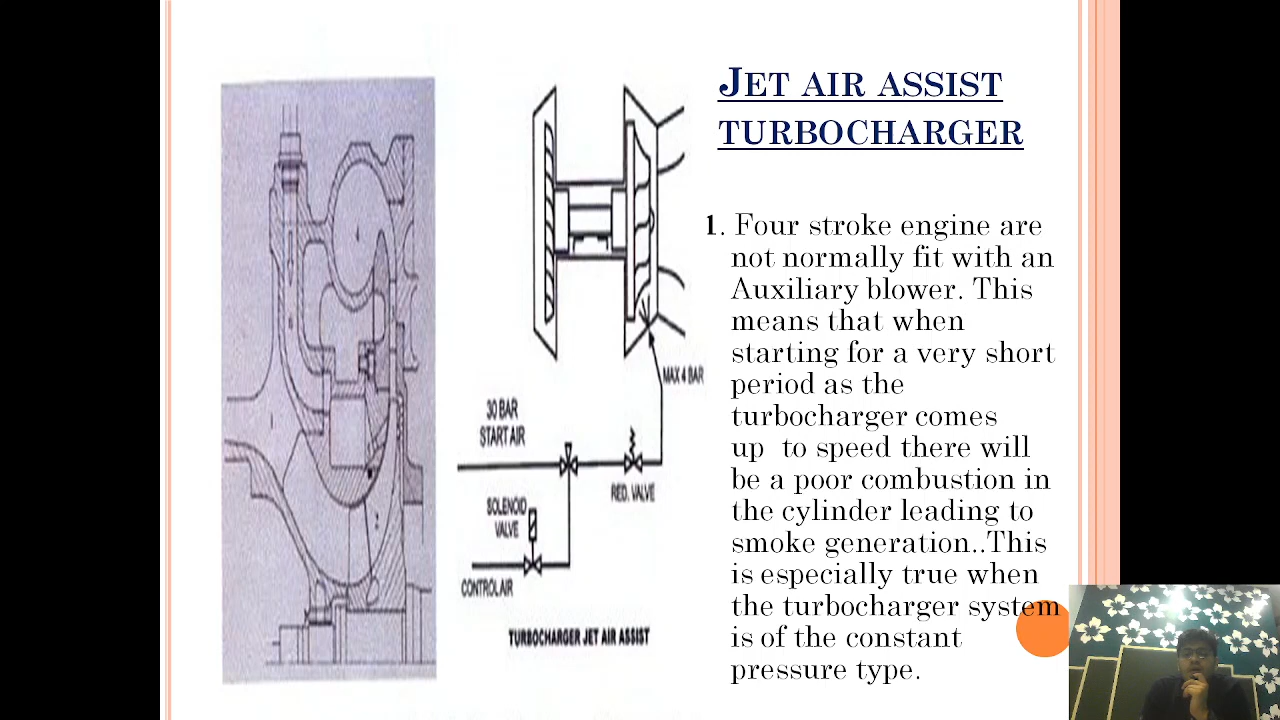 JET AIR ASSIST
TURBOCHARGER
1. Four stroke engine are
not normally fit with an
Auxiliary blower. This
means that when
starting for a very short
period as the
turbocharger comes
up  to speed there will
be a poor combustion in
the cylinder leading to
smoke generation..This
is especially true when
the turbocharger system
is of the constant
pressure type.
MAX 4 BAR
30 BAR
START AIR
RED. VALVE
SOLENOID
VALVE
CONTROL AIR
TURBOCHARGER JET AIR ASSIST